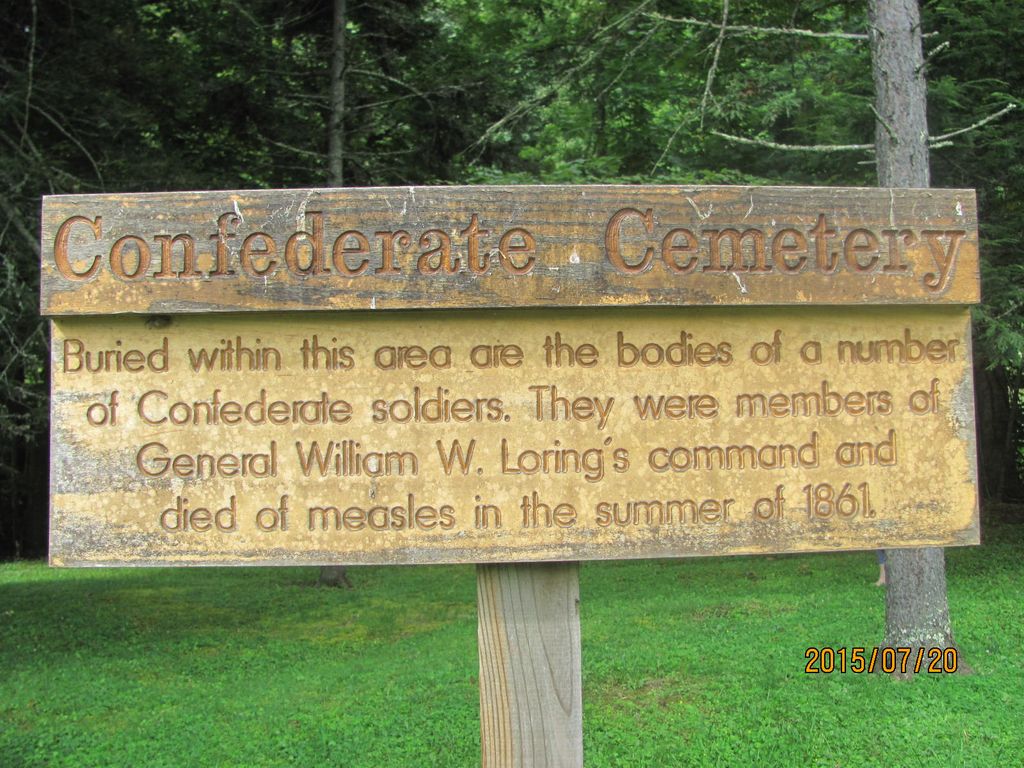 Confederate Cemetery
Buried within this area are the bodies of a number
of Confederate soldiers. They were members of
General William W. Loring's command and
died of measles in the summer of 1861.
2015/07/20